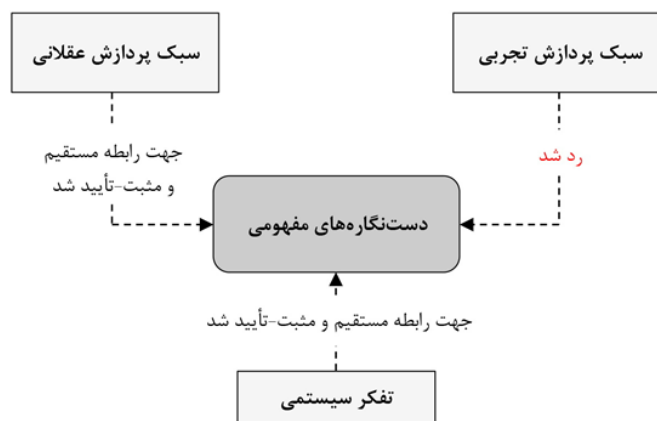 سبک پردازش تجربی
سبک پردازش عقلانی
رد شد
جهت رابطه مستقیم
و مثبت-تأیید شد
دست‌نگاره‌های مفهومی
جهت رابطه مستقیم و مثبت-تأیید شد
تفکر سیستمی